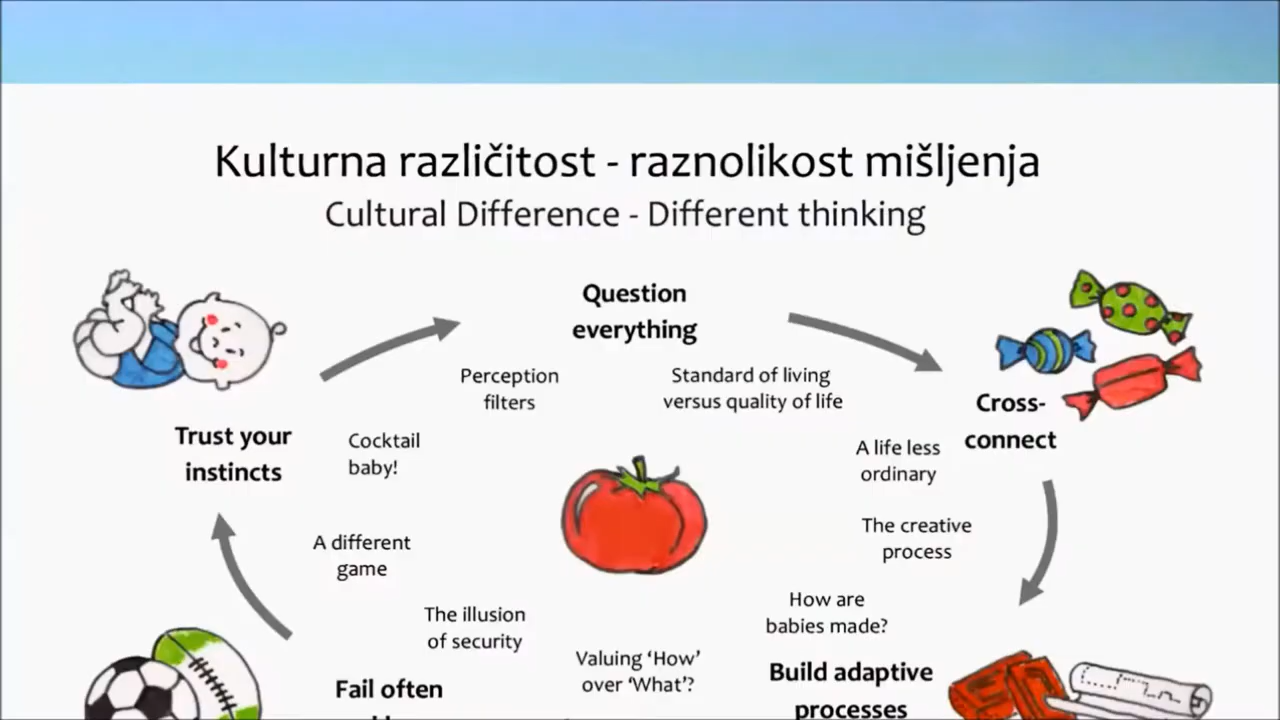 Kulturna različitost - raznolikost mišljenja
Cultural Difference - Different thinking
Question
everything
Perception
filters
Standard of living
versus quality of life
Cross-
connect
Trust your
instincts
Cocktail
baby!
A life less
ordinary
The creative
process
A different
game
How are
babies made?
The illusion
of security
Valuing ‘How’
over ‘What’?
Build adaptive
processes
Fail often